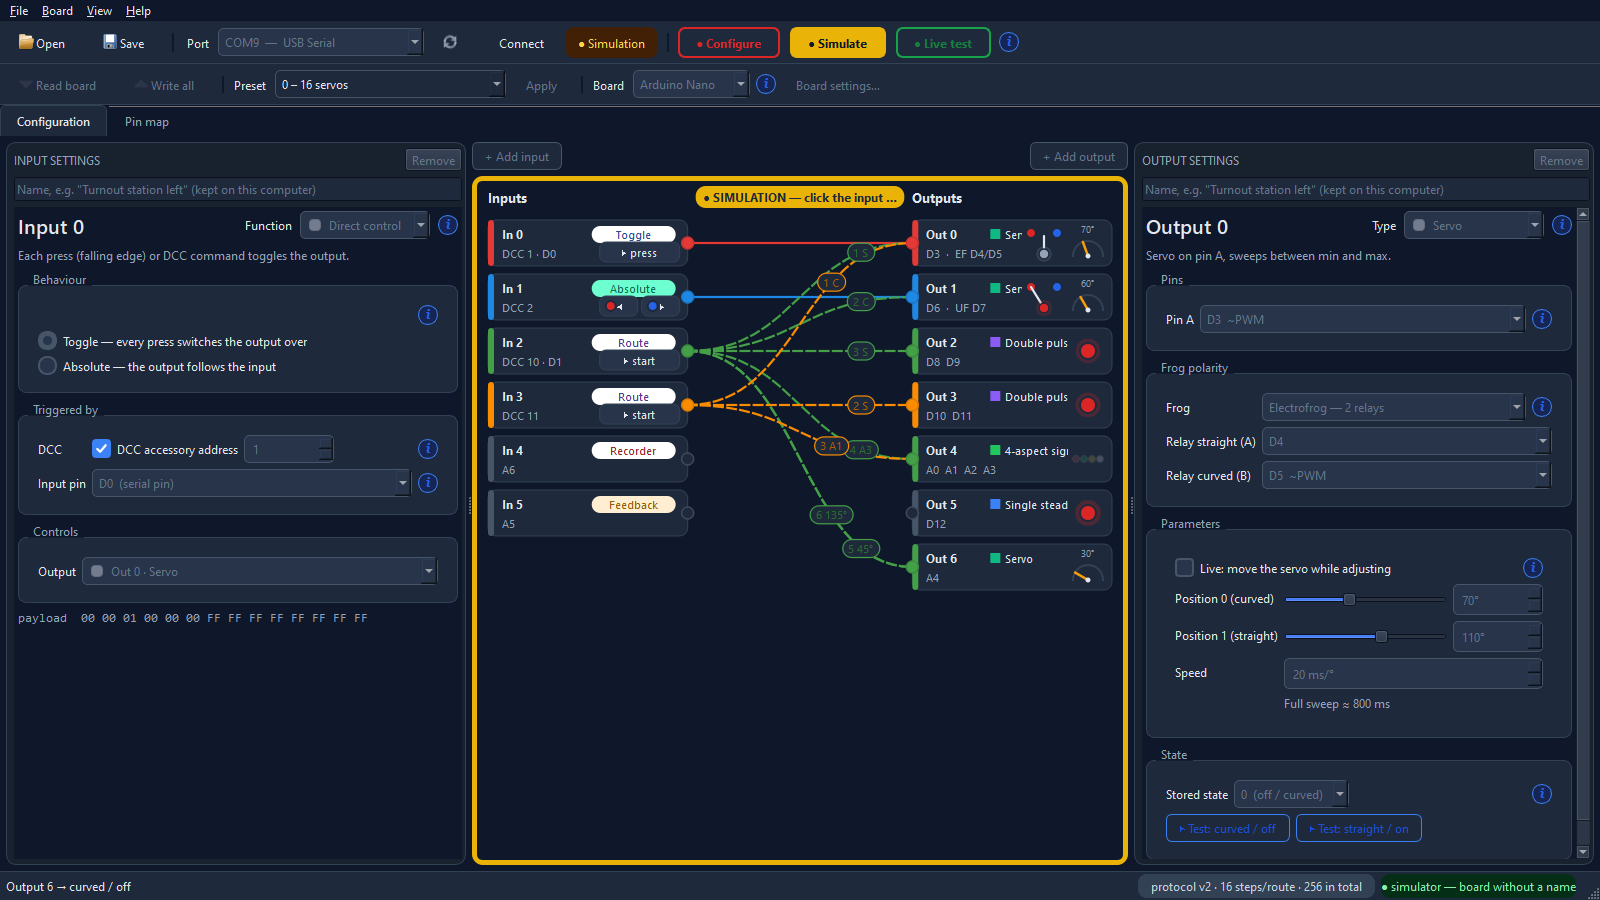 File Board View Help
Open Save Port COM9 — USB Serial Connect ● Simulation ● Configure ● Simulate ● Live test i
Read board Write all Preset 0 – 16 servos Apply Board Arduino Nano i Board settings...
Configuration Pin map
INPUT SETTINGS Remove
Name, e.g. "Turnout station left" (kept on this computer)
Input 0 Function Direct control i
Each press (falling edge) or DCC command toggles the output.
Behaviour
i
Toggle — every press switches the output over
Absolute — the output follows the input
Triggered by
DCC DCC accessory address 1 i
Input pin D0 (serial pin) i
Controls
Output Out 0 · Servo
payload 00 00 01 00 00 00 FF FF FF FF FF FF FF FF
+ Add input + Add output
Inputs ● SIMULATION — click the input ... Outputs
In 0 Toggle
DCC 1 · D0 press
In 1 Absolute
DCC 2
In 2 Route
DCC 10 · D1 start
In 3 Route
DCC 11 start
In 4 Recorder
A6
In 5 Feedback
A5
1 S
1 C
2 C
3 S
2 S
3 A1
4 A3
6 135°
5 45°
Out 0 Ser 70°
D3 · EF D4/D5
Out 1 Ser 60°
D6 · UF D7
Out 2 Double puls
D8 D9
Out 3 Double puls
D10 D11
Out 4 4-aspect sig
A0 A1 A2 A3
Out 5 Single stead
D12
Out 6 Servo 30°
A4
OUTPUT SETTINGS Remove
Name, e.g. "Turnout station left" (kept on this computer)
Output 0 Type Servo i
Servo on pin A, sweeps between min and max.
Pins
Pin A D3 ~PWM i
Frog polarity
Frog Electrofrog — 2 relays i
Relay straight (A) D4
Relay curved (B) D5 ~PWM
Parameters
Live: move the servo while adjusting i
Position 0 (curved) 70°
Position 1 (straight) 110°
Speed 20 ms/°
Full sweep ≈ 800 ms
State
Stored state 0 (off / curved) i
Test: curved / off Test: straight / on
Output 6 → curved / off protocol v2 · 16 steps/route · 256 in total ● simulator — board without a name